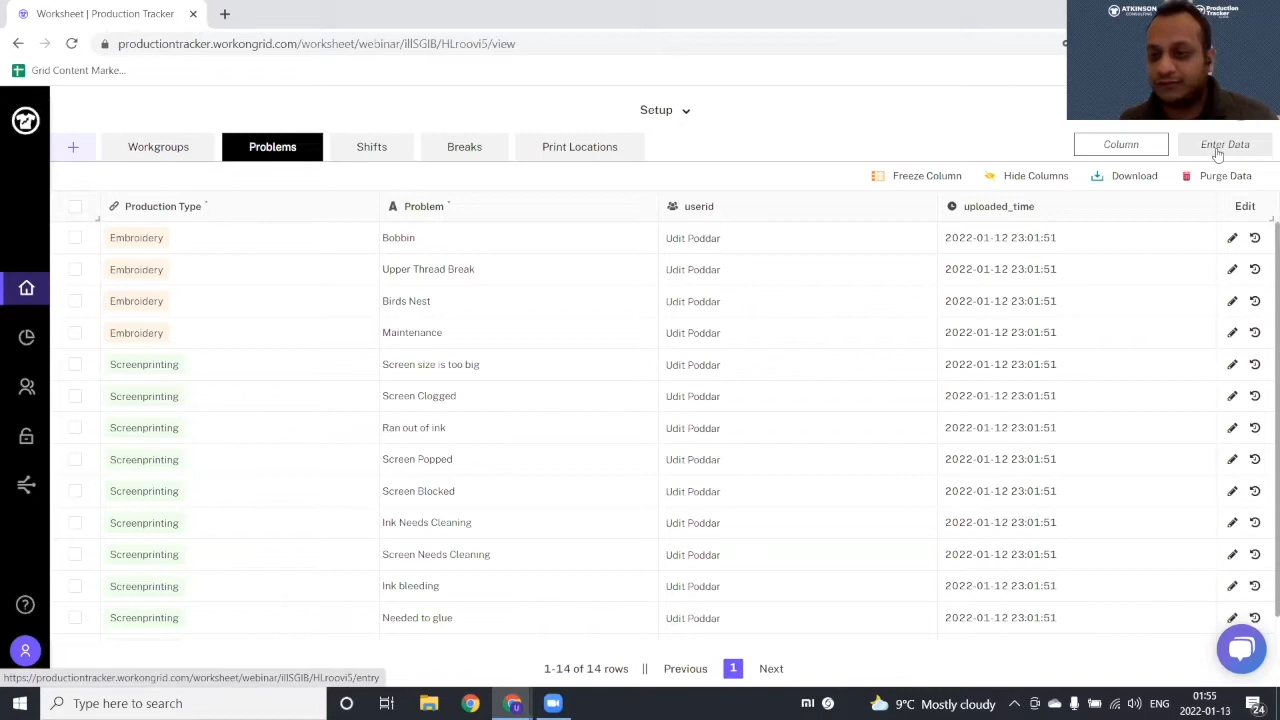 Production | Tracker
productiontracker.workongrid.com/worksheet/webinar/illSGIB/HLroovi5/view
Grid Content Marke...
ATKINSON
CONSULTING
Production
Tracker
Setup
Workgroups
Problems
Shifts
Breaks
Print Locations
Column
Enter Data
Freeze Column
Hide Columns
Download
Purge Data
Production Type * Problem * userid uploaded_time Edit
Embroidery Bobbin Udit Poddar 2022-01-12 23:01:51
Embroidery Upper Thread Break Udit Poddar 2022-01-12 23:01:51
Embroidery Birds Nest Udit Poddar 2022-01-12 23:01:51
Embroidery Maintenance Udit Poddar 2022-01-12 23:01:51
Screenprinting Screen size is too big Udit Poddar 2022-01-12 23:01:51
Screenprinting Screen Clogged Udit Poddar 2022-01-12 23:01:51
Screenprinting Ran out of ink Udit Poddar 2022-01-12 23:01:51
Screenprinting Screen Popped Udit Poddar 2022-01-12 23:01:51
Screenprinting Screen Blocked Udit Poddar 2022-01-12 23:01:51
Screenprinting Ink Needs Cleaning Udit Poddar 2022-01-12 23:01:51
Screenprinting Screen Needs Cleaning Udit Poddar 2022-01-12 23:01:51
Screenprinting Ink bleeding Udit Poddar 2022-01-12 23:01:51
Screenprinting Needed to glue Udit Poddar 2022-01-12 23:01:51
1-14 of 14 rows || Previous 1 Next
https://productiontracker.workongrid.com/worksheet/webinar/illSGIB/HLroovi5/entry
Type here to search
9°C Mostly cloudy
ENG
01:55
2022-01-13
24